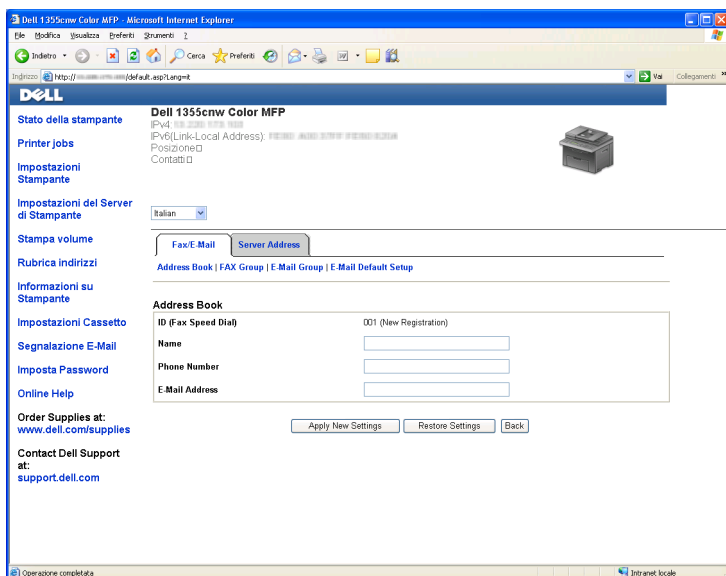 Dell 1355cnw Color MFP - Microsoft Internet Explorer
File Modifica Visualizza Preferiti Strumenti ?
Indietro Cerca Preferiti
Indirizzo http:// /default.asp?Lang=it Vai Collegamenti »
DELL
Dell 1355cnw Color MFP
IPv4:
IPv6(Link-Local Address):
Posizione
Contatti
Stato della stampante
Printer jobs
Impostazioni
Stampante
Impostazioni del Server
di Stampante
Stampa volume
Rubrica indirizzi
Informazioni su
Stampante
Impostazioni Cassetto
Segnalazione E-Mail
Imposta Password
Online Help
Order Supplies at:
www.dell.com/supplies
Contact Dell Support
at:
support.dell.com
Italian
Fax/E-Mail Server Address
Address Book | FAX Group | E-Mail Group | E-Mail Default Setup
Address Book
ID (Fax Speed Dial) 001 (New Registration)
Name
Phone Number
E-Mail Address
Apply New Settings Restore Settings Back
Operazione completata Intranet locale